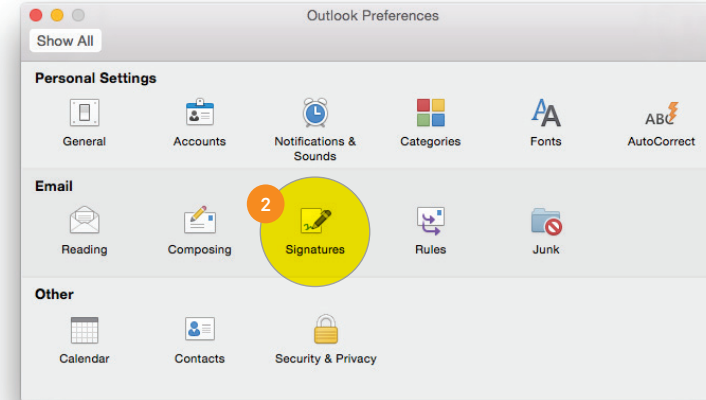 Outlook Preferences
Show All
Personal Settings
General
Accounts
Notifications &
Sounds
Categories
Fonts
ABC
AutoCorrect
Email
2
Reading
Composing
Signatures
Rules
Junk
Other
Calendar
Contacts
Security & Privacy